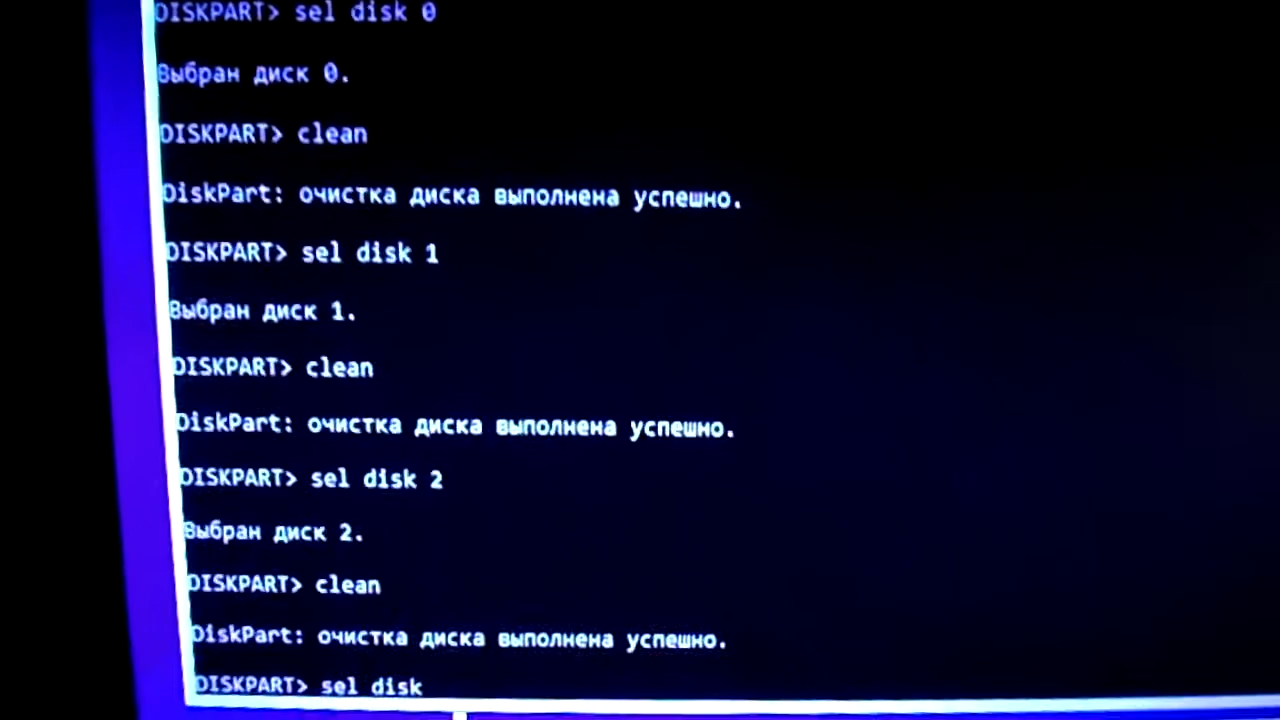 DISKPART> sel disk 0
Выбран диск 0.
DISKPART> clean
DiskPart: очистка диска выполнена успешно.
DISKPART> sel disk 1
Выбран диск 1.
DISKPART> clean
DiskPart: очистка диска выполнена успешно.
DISKPART> sel disk 2
Выбран диск 2.
DISKPART> clean
DiskPart: очистка диска выполнена успешно.
DISKPART> sel disk